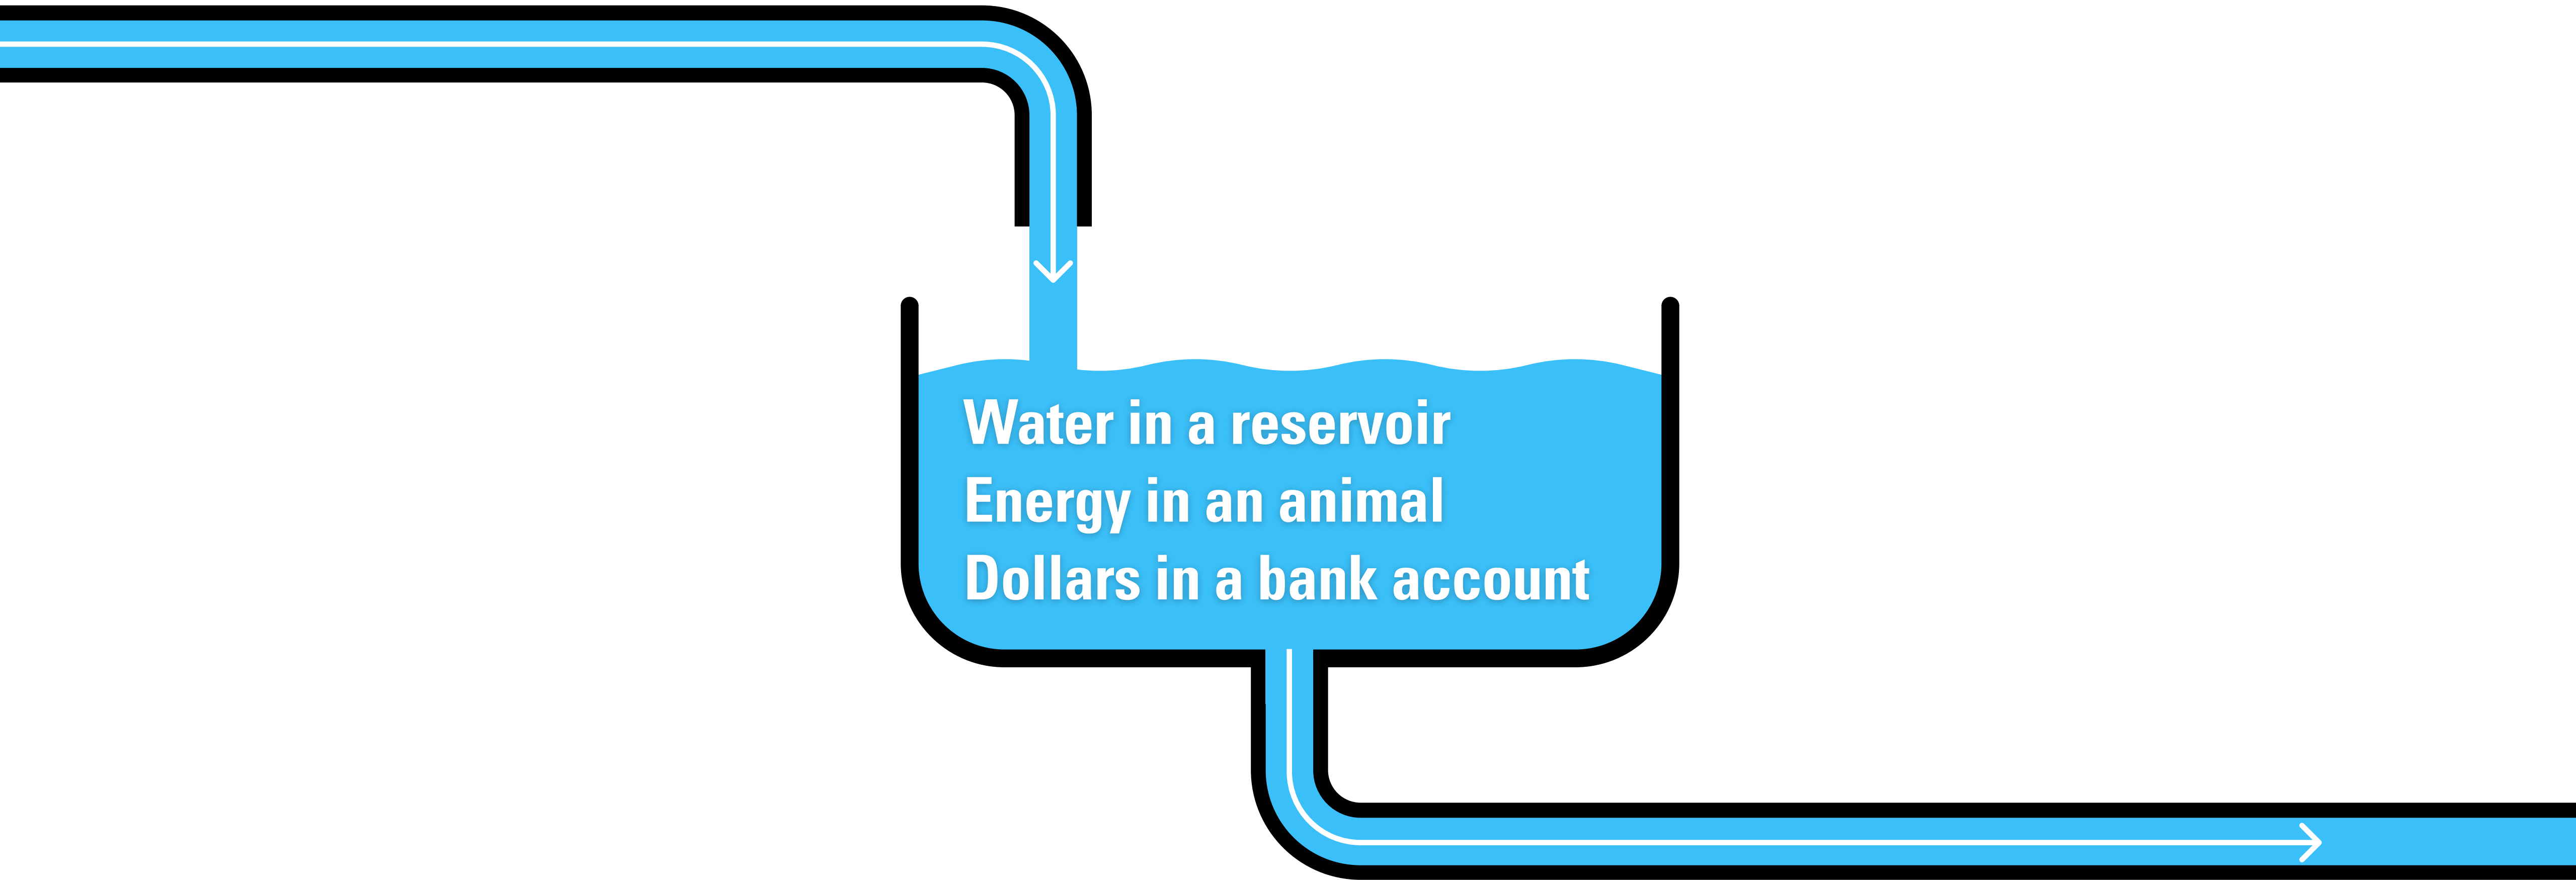 Water in a reservoir
Energy in an animal
Dollars in a bank account